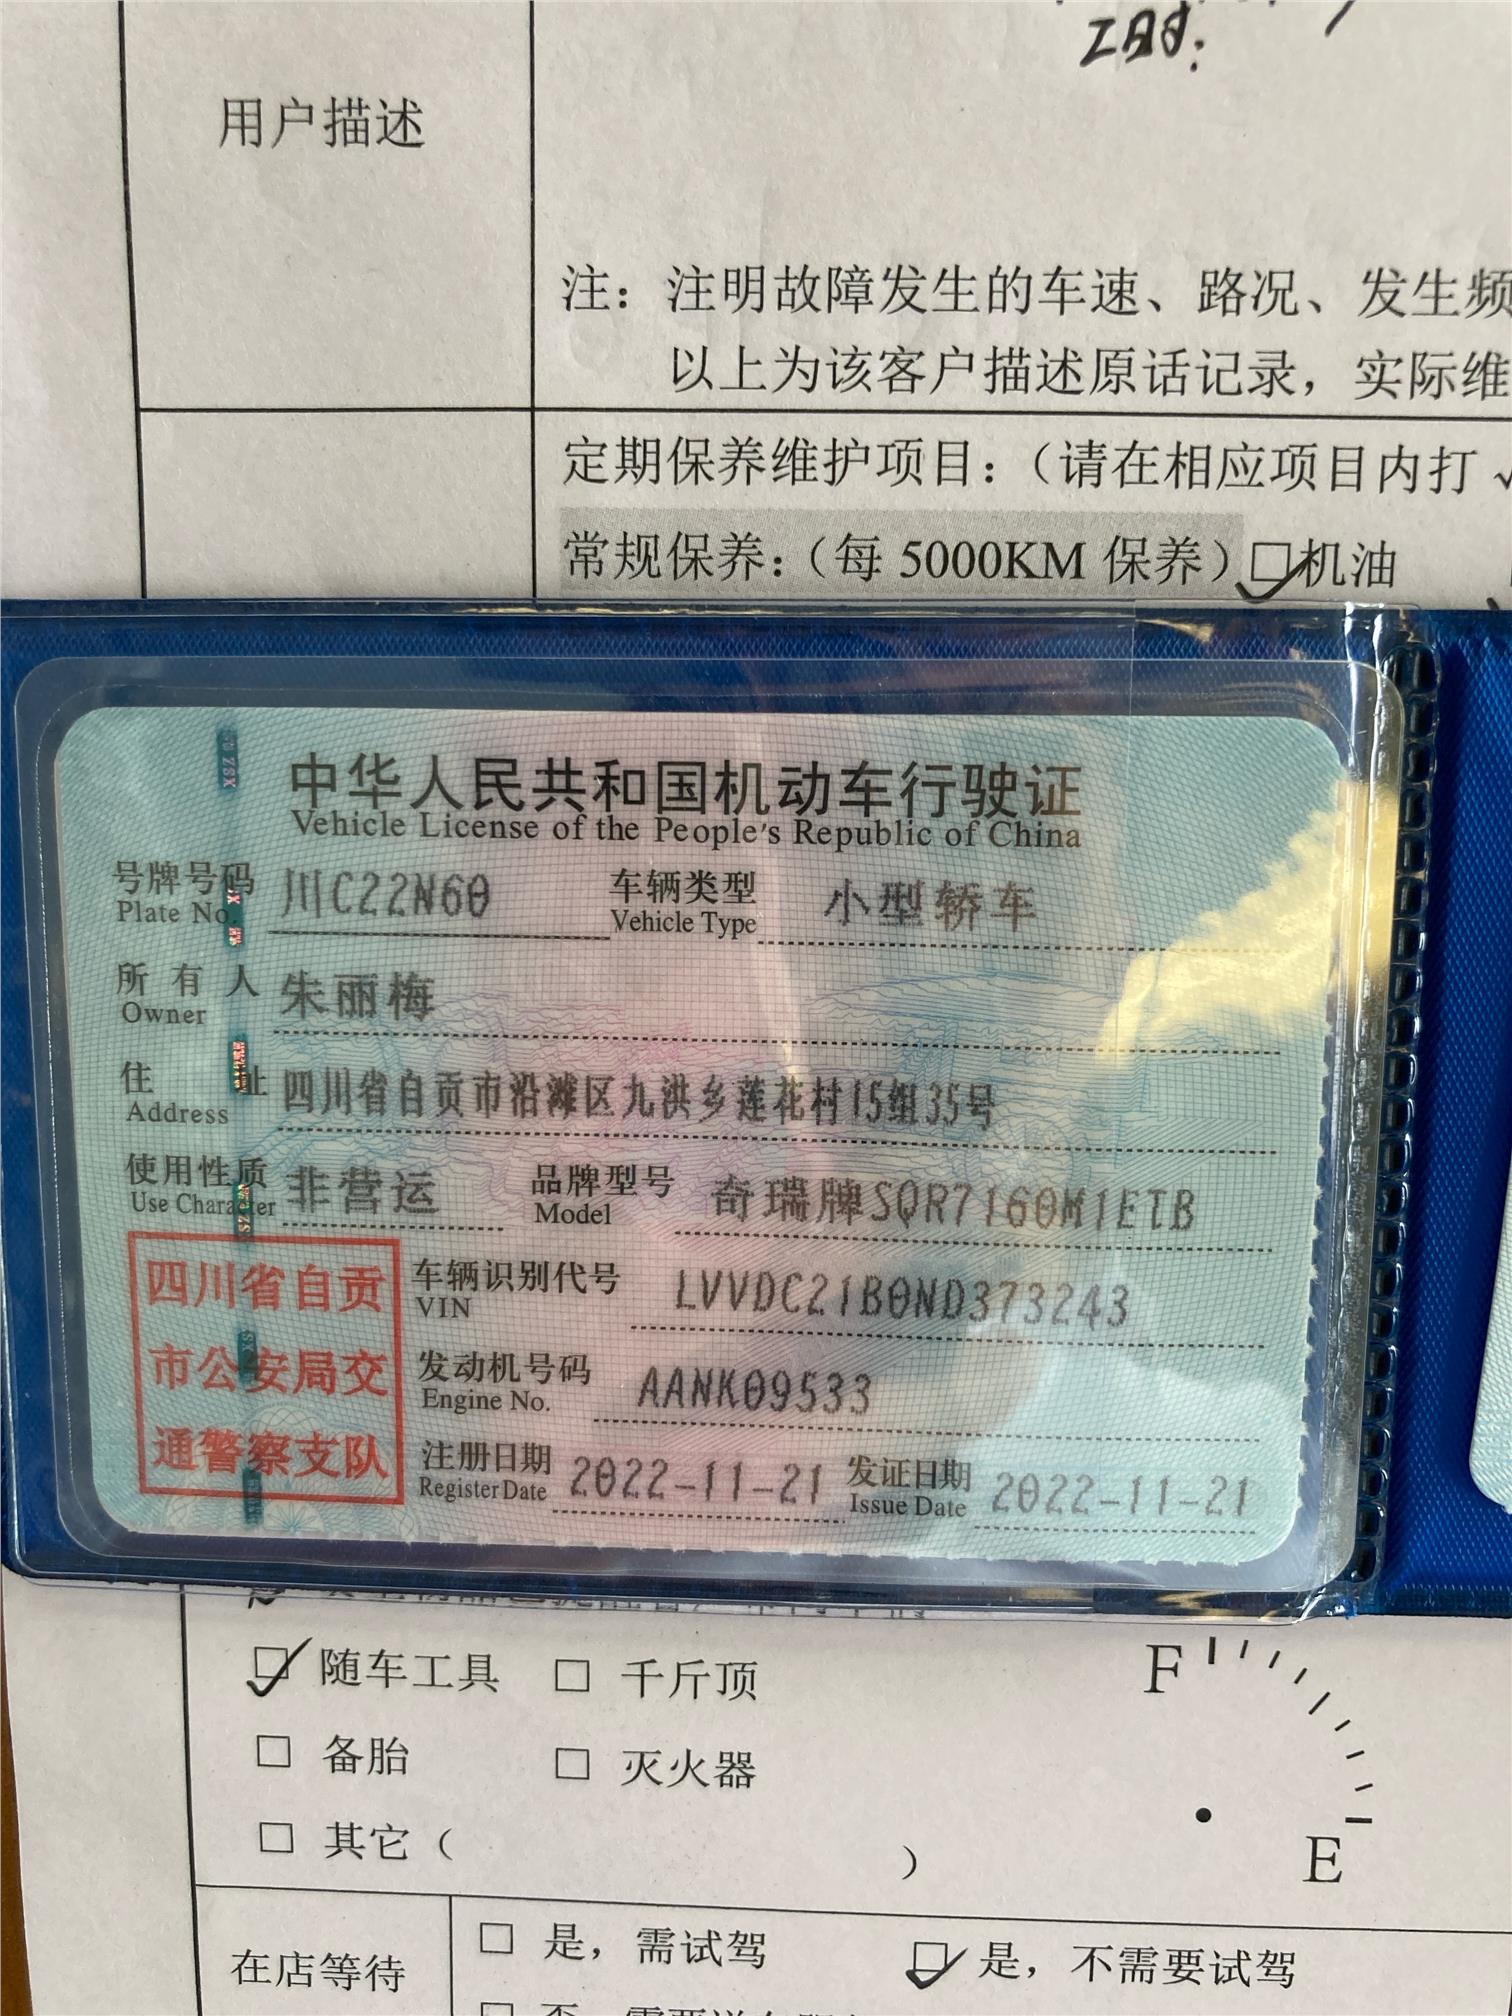 用户描述
注：注明故障发生的车速、路况、发生频
以上为该客户描述原话记录，实际维
定期保养维护项目：（请在相应项目内打 √
常规保养：（每 5000KM 保养）□机油
中华人民共和国机动车行驶证
Vehicle License of the People's Republic of China
号牌号码 川C22N60 车辆类型 小型轿车
Plate No. Vehicle Type
所有人 朱丽梅
Owner
住址 四川省自贡市沿滩区九洪乡莲花村15组35号
Address
使用性质 非营运 品牌型号 奇瑞牌SQR7160M1ETB
Use Character Model
四川省自贡
市公安局交
通警察支队
车辆识别代号 LVVDC21B0ND373243
VIN
发动机号码 AANK09533
Engine No.
注册日期 2022-11-21 发证日期 2022-11-21
Register Date Issue Date
随车工具 □ 千斤顶
□ 备胎 □ 灭火器
□ 其它（ ）
F
E
在店等待
□ 是，需试驾 □ 是，不需要试驾